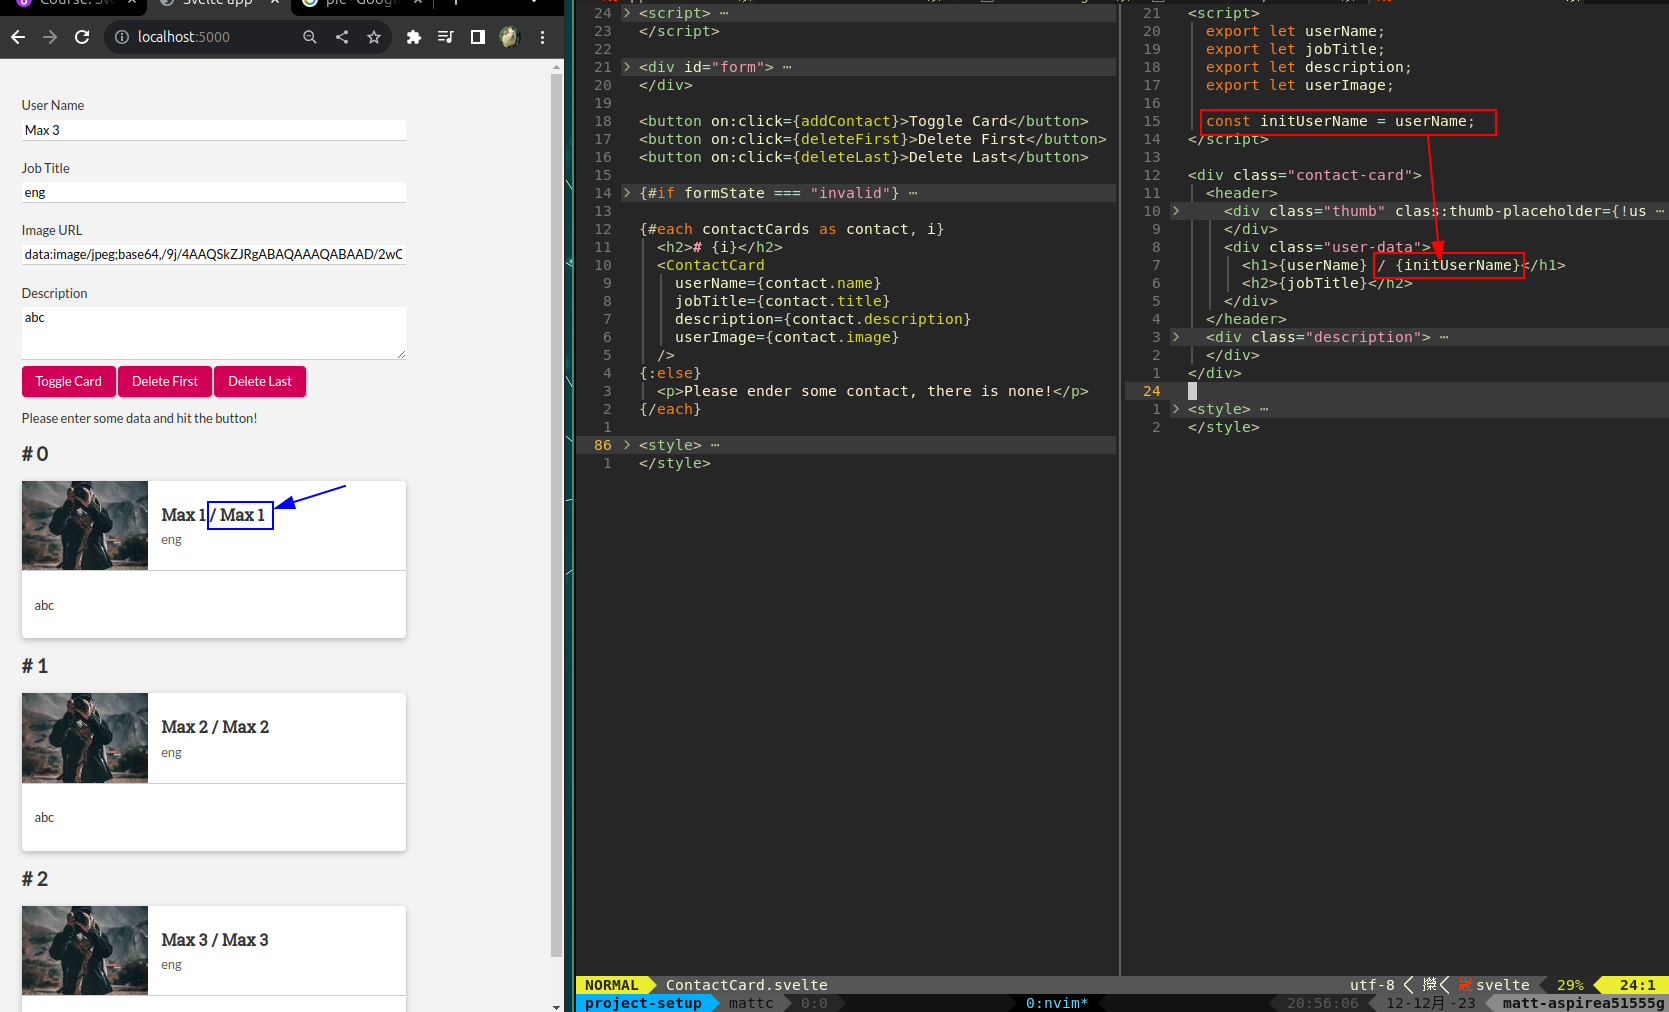 localhost:5000
User Name
Max 3
Job Title
eng
Image URL
data:image/jpeg;base64,/9j/4AAQSkZJRgABAQAAAQABAAD/2wC
Description
abc
Toggle Card
Delete First
Delete Last
Please enter some data and hit the button!
# 0
Max 1 / Max 1
eng
abc
# 1
Max 2 / Max 2
eng
abc
# 2
Max 3 / Max 3
eng
24 > <script> ⋯
23 </script>
22
21 > <div id="form"> ⋯
20 </div>
19
18 <button on:click={addContact}>Toggle Card</button>
17 <button on:click={deleteFirst}>Delete First</button>
16 <button on:click={deleteLast}>Delete Last</button>
15
14 > {#if formState === "invalid"} ⋯
13
12 {#each contactCards as contact, i}
11 <h2># {i}</h2>
10 <ContactCard
9 userName={contact.name}
8 jobTitle={contact.title}
7 description={contact.description}
6 userImage={contact.image}
5 />
4 {:else}
3 <p>Please ender some contact, there is none!</p>
2 {/each}
1
86 > <style> ⋯
1 </style>
21 <script>
20 export let userName;
19 export let jobTitle;
18 export let description;
17 export let userImage;
16
15 const initUserName = userName;
14 </script>
13
12 <div class="contact-card">
11 <header>
10 > <div class="thumb" class:thumb-placeholder={!us ⋯
9 </div>
8 <div class="user-data">
7 <h1>{userName} / {initUserName}</h1>
6 <h2>{jobTitle}</h2>
5 </div>
4 </header>
3 > <div class="description"> ⋯
2 </div>
1 </div>
24
1 > <style> ⋯
2 </style>
NORMAL ContactCard.svelte utf-8 svelte 29% 24:1
project-setup mattc 0:0 0:nvim* 20:56:06 12-12月-23 matt-aspirea51555g